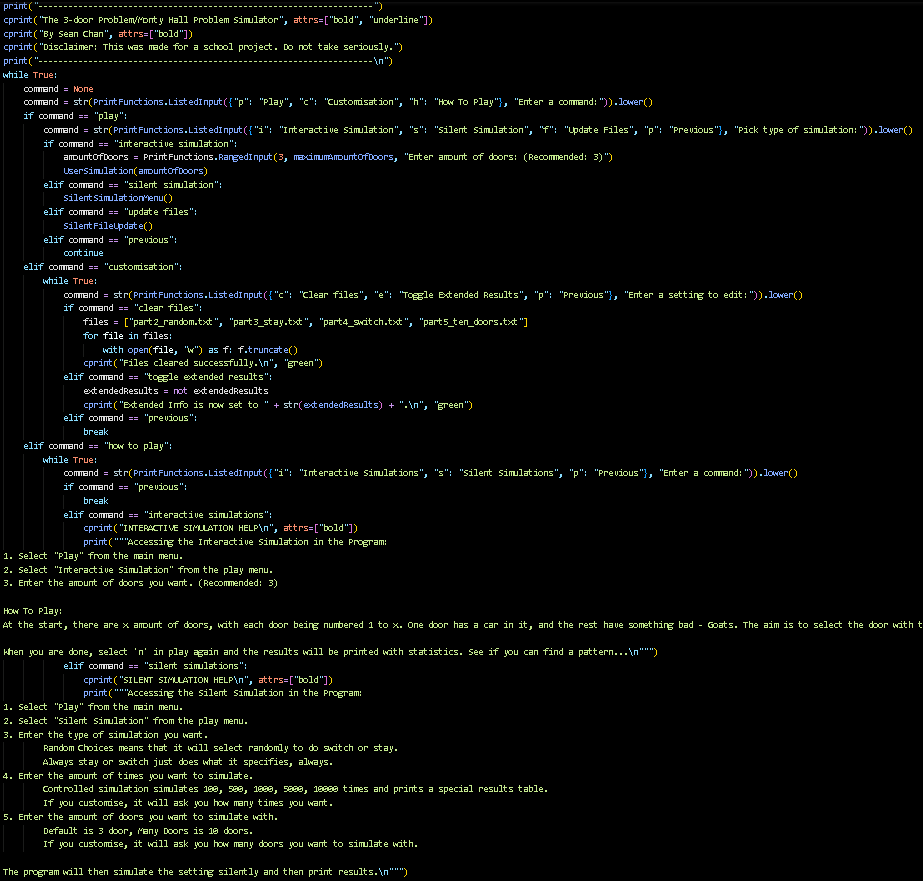 print("-------------------------------------------------------------------")
cprint("The 3-door Problem/Monty Hall Problem Simulator", attrs=["bold", "underline"])
cprint("By Sean Chan", attrs=["bold"])
cprint("Disclaimer: This was made for a school project. Do not take seriously.")
print("-------------------------------------------------------------------\n")
while True:
    command = None
    command = str(PrintFunctions.ListedInput({"p": "Play", "c": "Customisation", "h": "How To Play"}, "Enter a command:")).lower()
    if command == "play":
        command = str(PrintFunctions.ListedInput({"i": "Interactive Simulation", "s": "Silent Simulation", "f": "Update Files", "p": "Previous"}, "Pick type of simulation:")).lower()
        if command == "interactive simulation":
            amountOfDoors = PrintFunctions.RangedInput(3, maximumAmountOfDoors, "Enter amount of doors: (Recommended: 3)")
            UserSimulation(amountOfDoors)
        elif command == "silent simulation":
            SilentSimulationMenu()
        elif command == "update files":
            SilentFileUpdate()
        elif command == "previous":
            continue
    elif command == "customisation":
        while True:
            command = str(PrintFunctions.ListedInput({"c": "Clear files", "e": "Toggle Extended Results", "p": "Previous"}, "Enter a setting to edit:")).lower()
            if command == "clear files":
                files = ["part2_random.txt", "part3_stay.txt", "part4_switch.txt", "part5_ten_doors.txt"]
                for file in files:
                    with open(file, "w") as f: f.truncate()
                cprint("Files cleared successfully.\n", "green")
            elif command == "toggle extended results":
                extendedResults = not extendedResults
                cprint("Extended Info is now set to " + str(extendedResults) + ".\n", "green")
            elif command == "previous":
                break
    elif command == "how to play":
        while True:
            command = str(PrintFunctions.ListedInput({"i": "Interactive Simulations", "s": "Silent Simulations", "p": "Previous"}, "Enter a command:")).lower()
            if command == "previous":
                break
            elif command == "interactive simulations":
                cprint("INTERACTIVE SIMULATION HELP\n", attrs=["bold"])
                print("""Accessing the Interactive Simulation in the Program:
1. Select "Play" from the main menu.
2. Select "Interactive Simulation" from the play menu.
3. Enter the amount of doors you want. (Recommended: 3)

How To Play:
At the start, there are x amount of doors, with each door being numbered 1 to x. One door has a car in it, and the rest have something bad - Goats. The aim is to select the door with t

When you are done, select 'n' in play again and the results will be printed with statistics. See if you can find a pattern...\n""")
            elif command == "silent simulations":
                cprint("SILENT SIMULATION HELP\n", attrs=["bold"])
                print("""Accessing the Silent Simulation in the Program:
1. Select "Play" from the main menu.
2. Select "Silent Simulation" from the play menu.
3. Enter the type of simulation you want.
        Random Choices means that it will select randomly to do switch or stay.
        Always stay or switch just does what it specifies, always.
4. Enter the amount of times you want to simulate.
        Controlled simulation simulates 100, 500, 1000, 5000, 10000 times and prints a special results table.
        If you customise, it will ask you how many times you want.
5. Enter the amount of doors you want to simulate with.
        Default is 3 door, Many Doors is 10 doors.
        If you customise, it will ask you how many doors you want to simulate with.

The program will then simulate the setting silently and then print results.\n""")